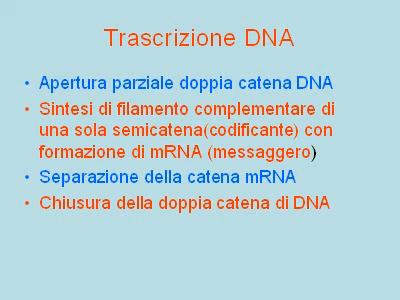 Trascrizione DNA
• Apertura parziale doppia catena DNA
• Sintesi di filamento complementare di
una sola semicatena(codificante) con
formazione di mRNA (messaggero)
• Separazione della catena mRNA
• Chiusura della doppia catena di DNA